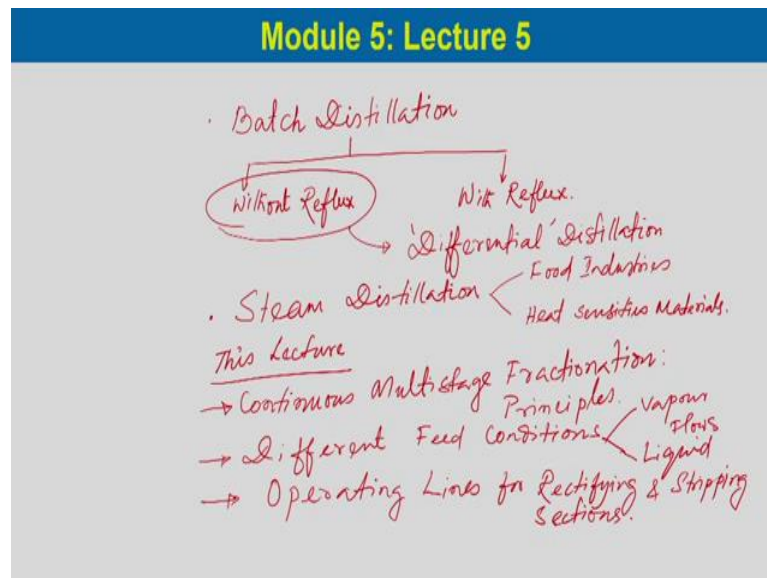 Module 5: Lecture 5
· Batch Distillation
Without Reflux With Reflux.
'Differential' Distillation
· Steam Distillation Food Industries
Heat Sensitive Materials.
This Lecture
→ Continuous Multistage Fractionation:
Principles.
→ Different Feed Conditions Vapour
Flows
Liquid
→ Operating Lines for Rectifying & Stripping
Sections.